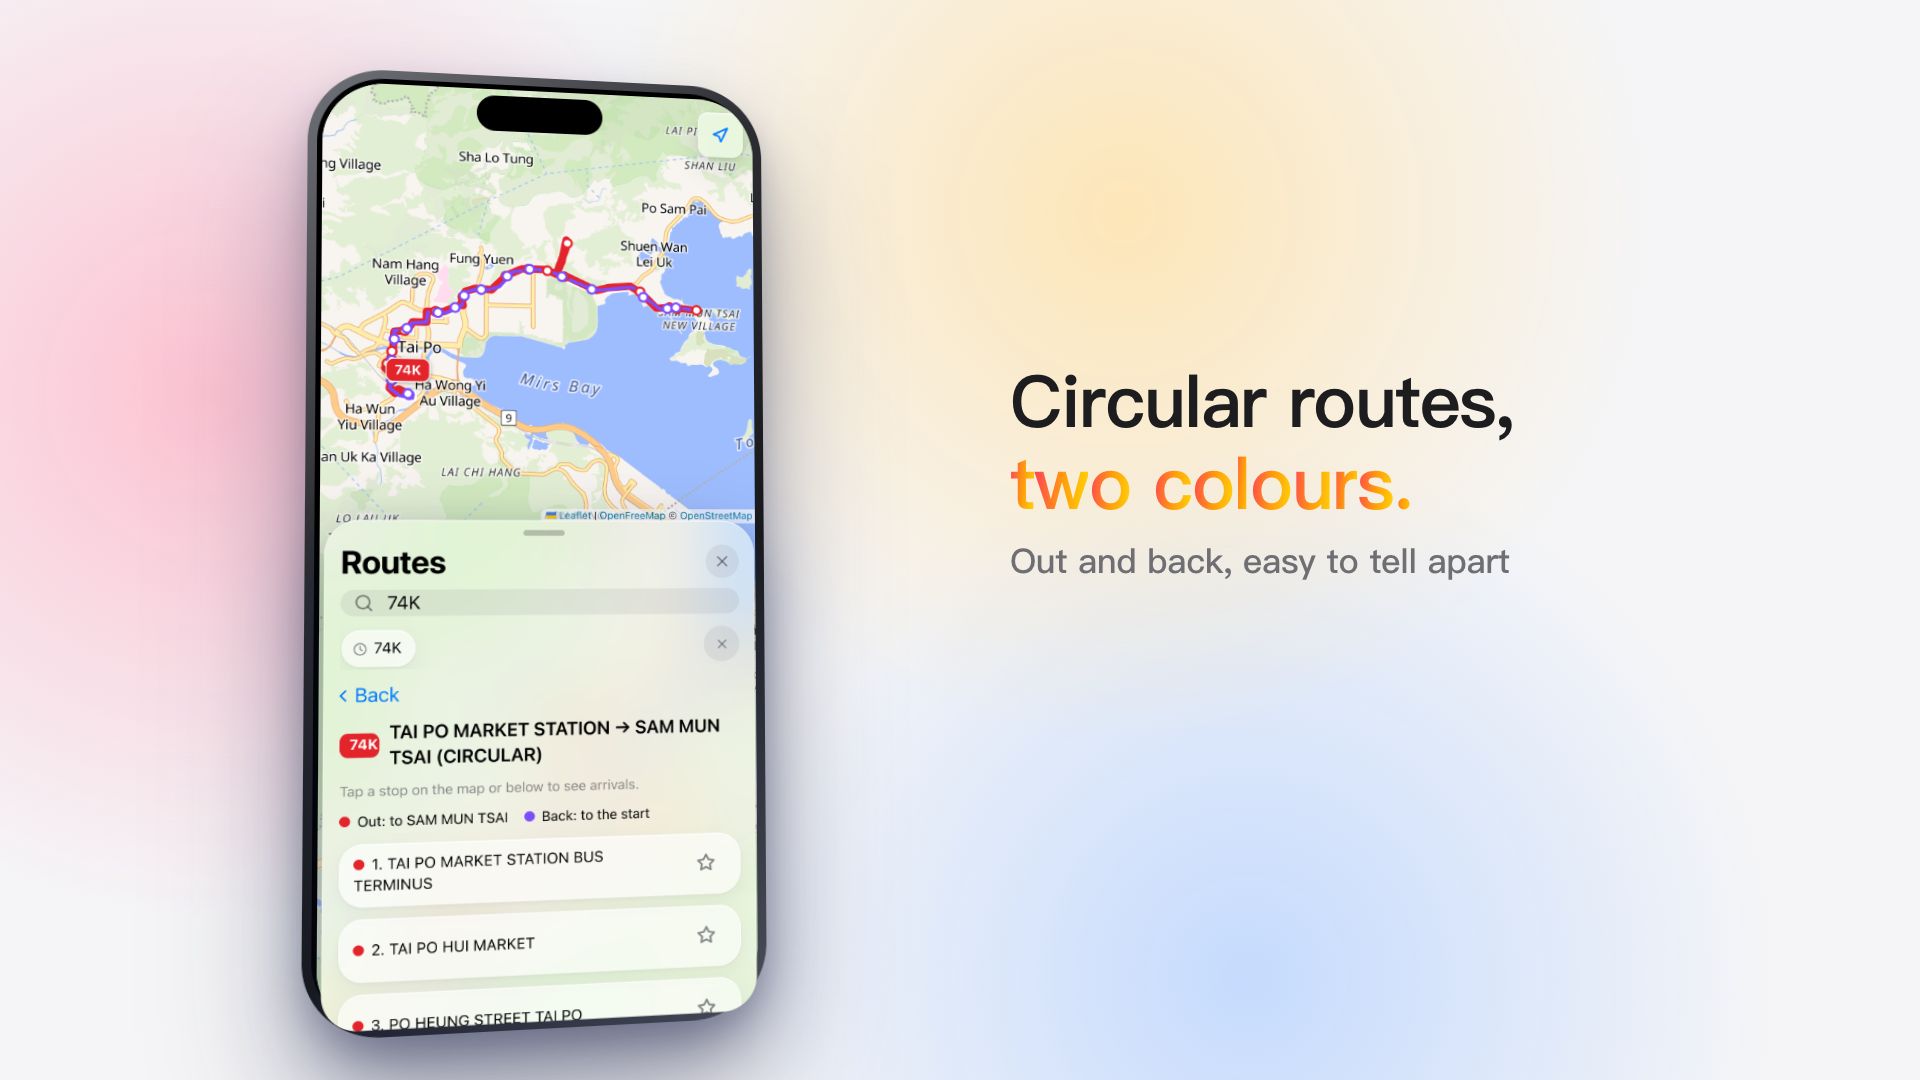 LAI PI
SHAN LIU
ng Village
Sha Lo Tung
Po Sam Pai
Shuen Wan
Lei Uk
Nam Hang
Village
Fung Yuen
NEW VILLAGE
Tai Po
74K
Ha Wong Yi
Au Village
Mirs Bay
Ha Wun
Yiu Village
9
To
an Uk Ka Village
LAI CHI HANG
Leaflet | OpenFreeMap © OpenStreetMap
Routes
74K
74K
Back
74K
TAI PO MARKET STATION → SAM MUN
TSAI (CIRCULAR)
Tap a stop on the map or below to see arrivals.
Out: to SAM MUN TSAI
Back: to the start
1. TAI PO MARKET STATION BUS
TERMINUS
2. TAI PO HUI MARKET
3. PO HEUNG STREET TAI PO
Circular routes,
two colours.
Out and back, easy to tell apart